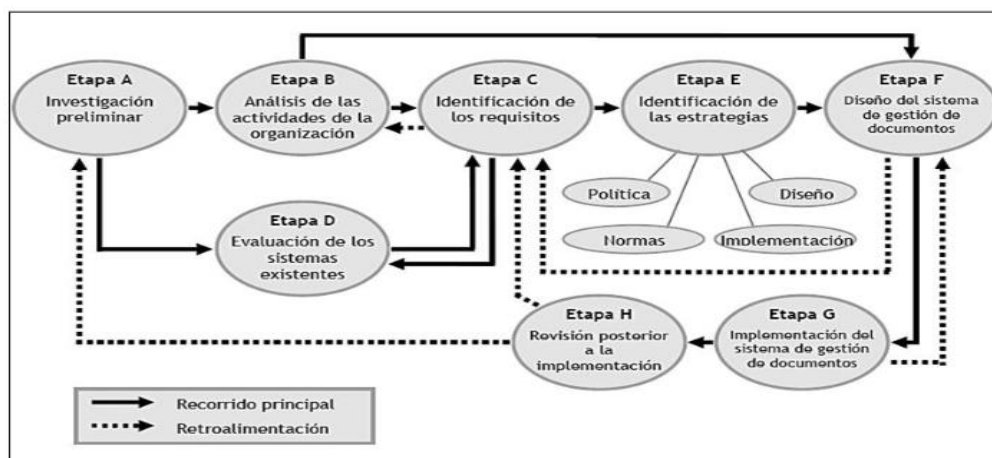 Etapa A
Investigación
preliminar
Etapa B
Análisis de las
actividades de la
organización
Etapa C
Identificación de
los requisitos
Etapa E
Identificación de
las estrategias
Etapa F
Diseño del sistema
de gestión de
documentos
Política
Diseño
Normas
Implementación
Etapa D
Evaluación de los
sistemas
existentes
Etapa H
Revisión posterior
a la
implementación
Etapa G
Implementación del
sistema de gestión
de documentos
Recorrido principal
Retroalimentación